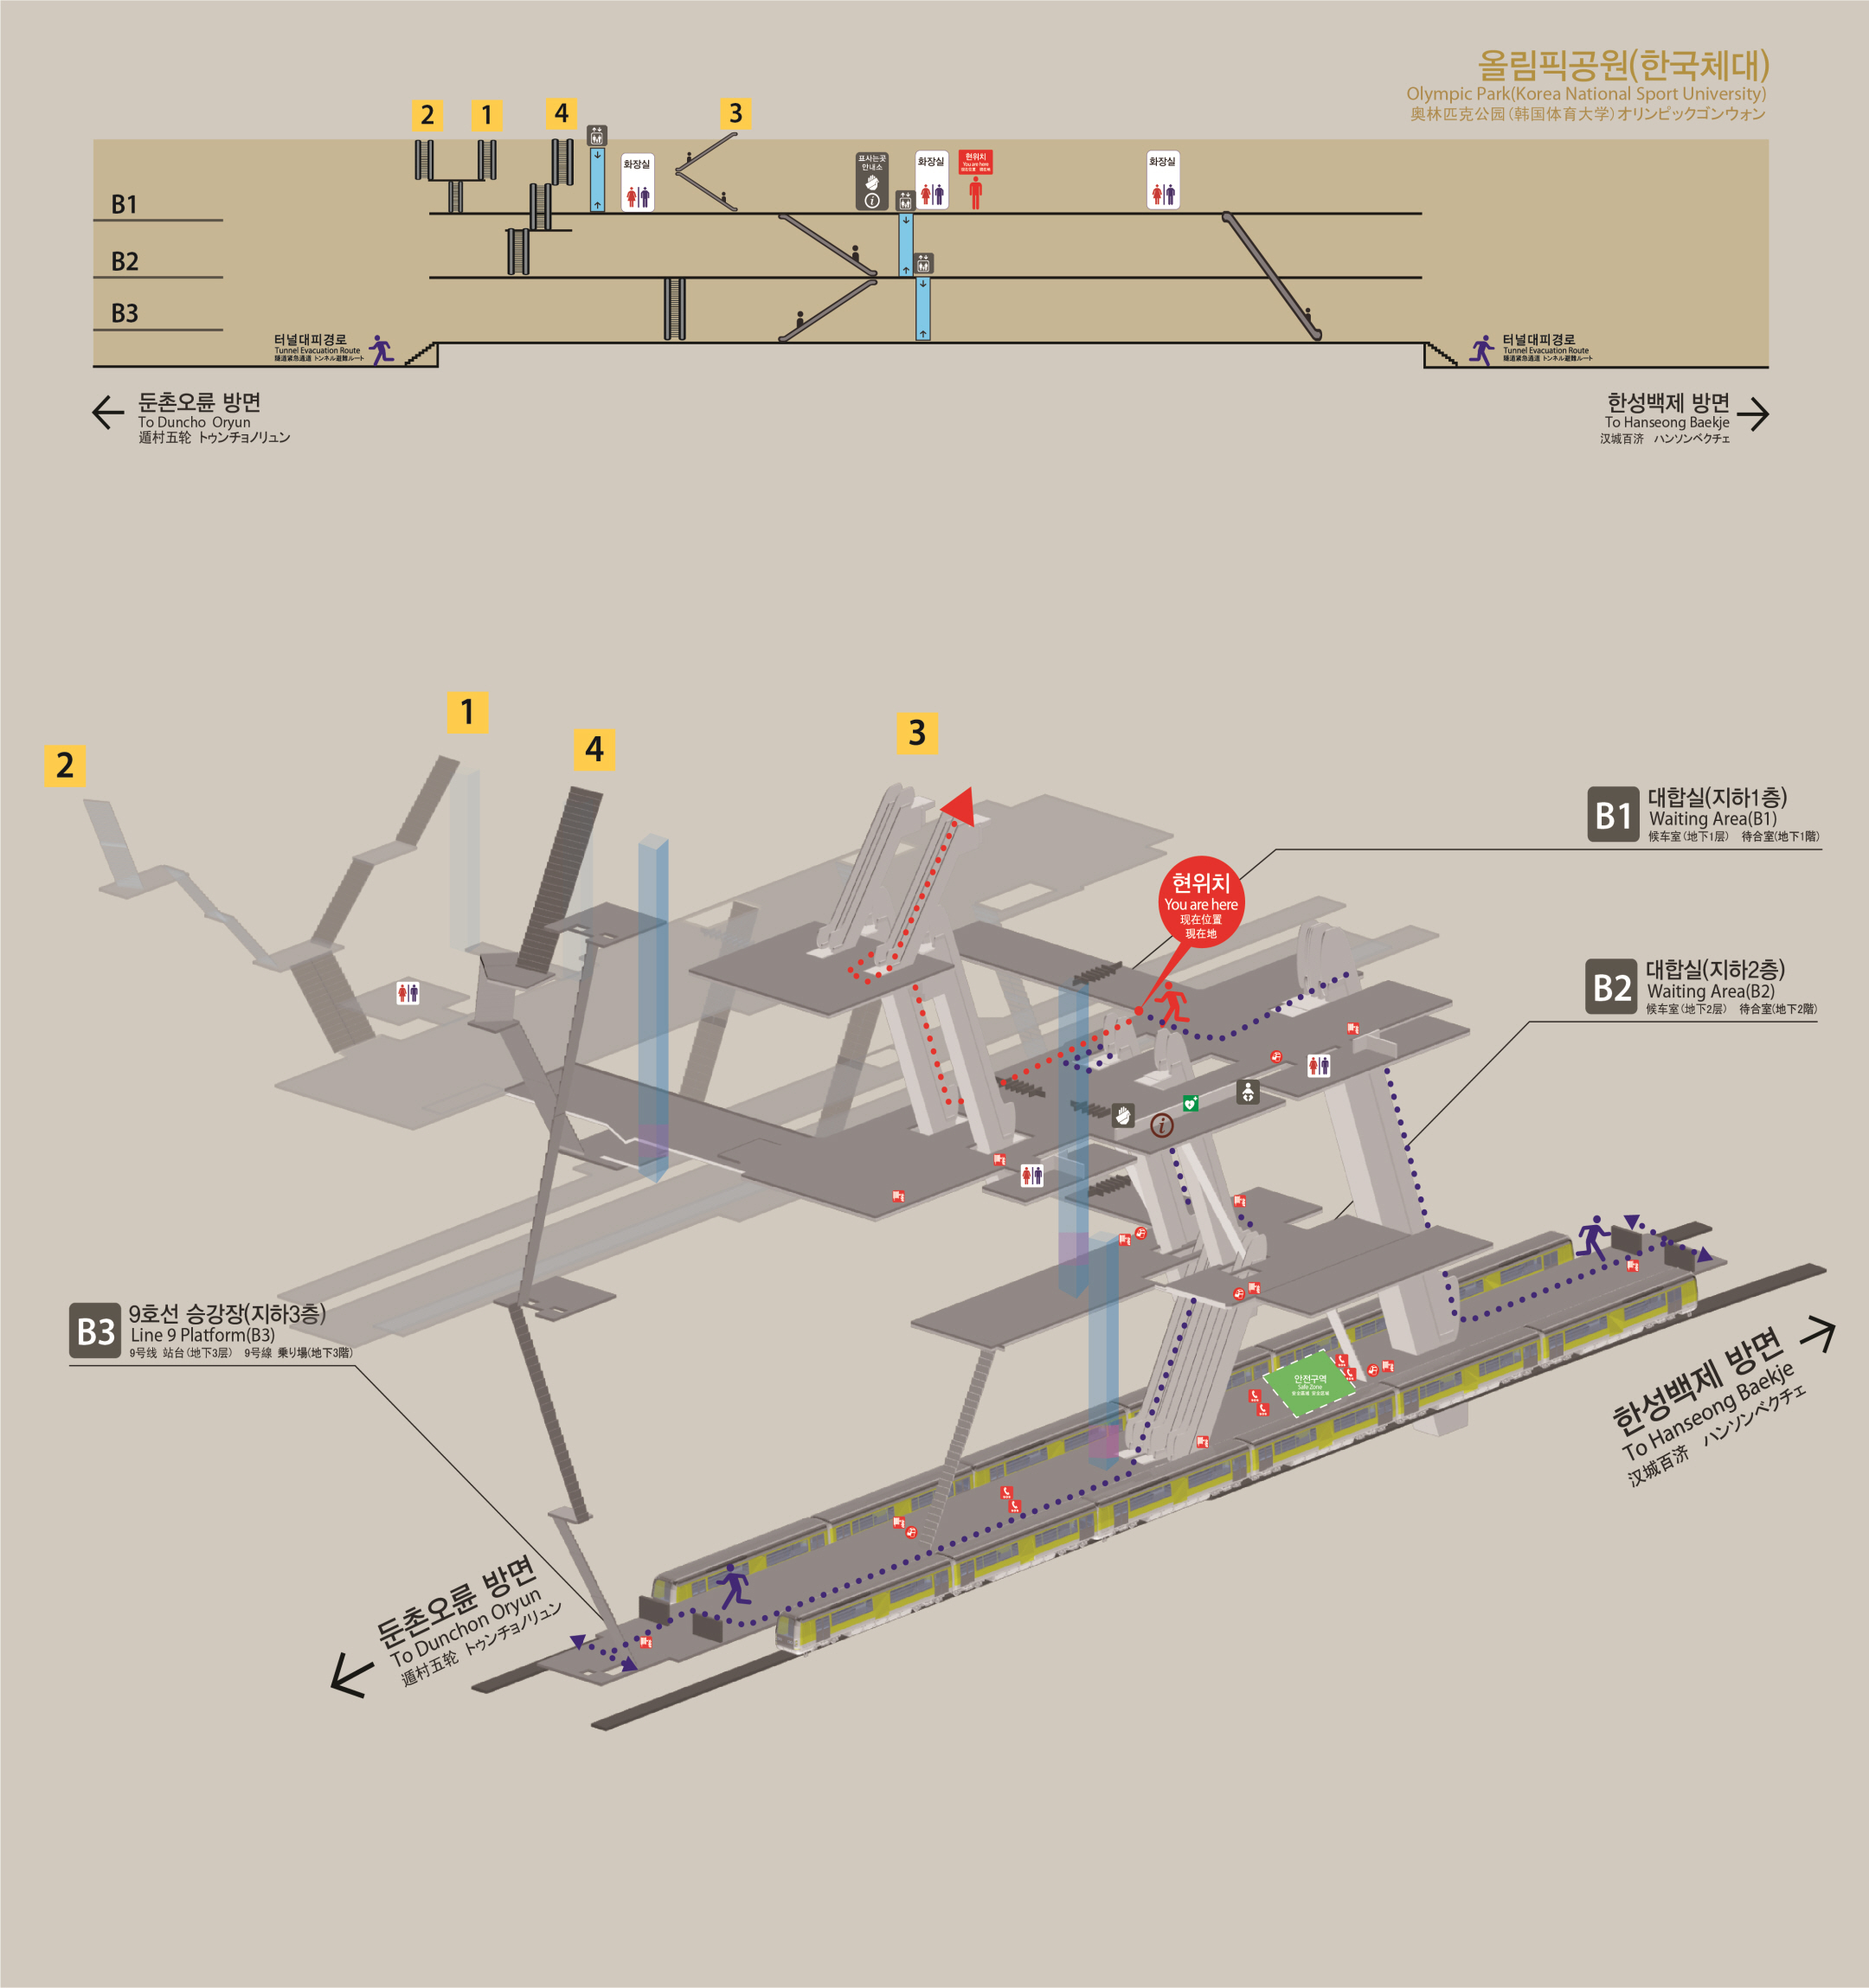 올림픽공원(한국체대)
Olympic Park(Korea National Sport University)
奥林匹克公园(韩国体育大学)オリンピックゴンウォン
2
1
4
3
화장실
표사는곳
안내소
화장실
현위치
You are here
화장실
B1
B2
B3
터널대피경로
Tunnel Evacuation Route
隧道紧急通道 トンネル避難ルート
터널대피경로
Tunnel Evacuation Route
隧道紧急通道 トンネル避難ルート
둔촌오륜 방면
To Duncho Oryun
遁村五轮 トゥンチョノリュン
한성백제 방면
To Hanseong Baekje
汉城百济 ハンソンベクチェ
1
2
4
3
B1
대합실(지하1층)
Waiting Area(B1)
候车室(地下1层) 待合室(地下1階)
현위치
You are here
现在位置
現在地
B2
대합실(지하2층)
Waiting Area(B2)
候车室(地下2层) 待合室(地下2階)
B3
9호선 승강장(지하3층)
Line 9 Platform(B3)
9号线 站台(地下3层) 9号線 乗り場(地下3階)
안전구역
Safe Zone
한성백제 방면
To Hanseong Baekje
汉城百济 ハンソンベクチェ
둔촌오륜 방면
To Dunchon Oryun
遁村五轮 トゥンチョノリュン